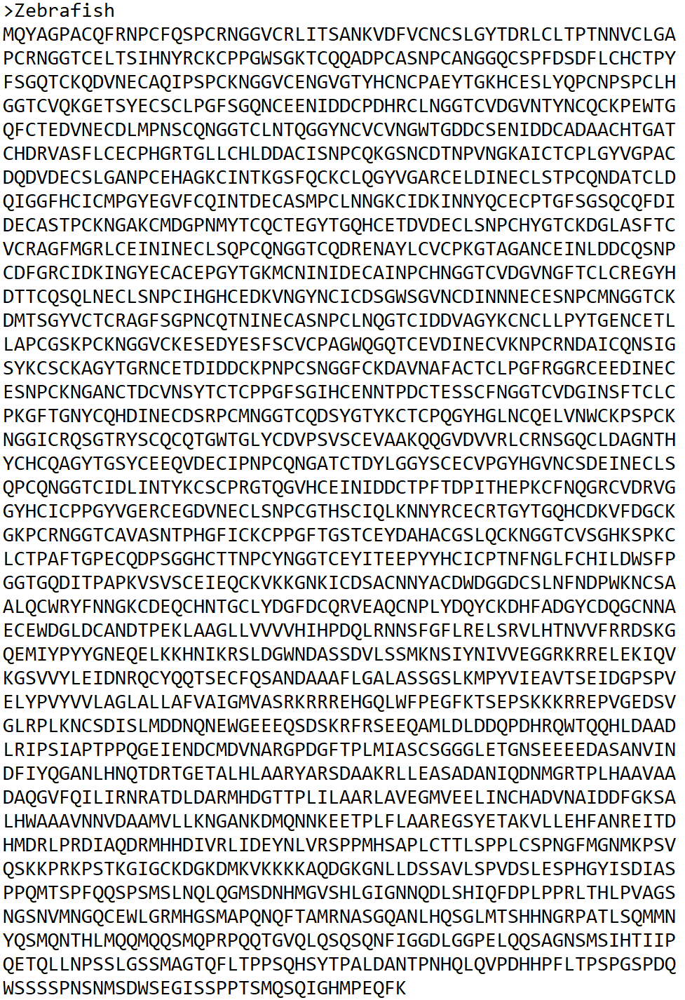 >Zebrafish
MQYAGPACQFRNPCFQSPCRNGGVCRLITSANKVDFVCNCSLGYTDRLCLTPTNNVCLGA
PCRNGGTCELTSIHNYRCKCPPGWSGKTCQQADPCASNPCANGGQCSPFDSDFLCHCTPY
FSGQTCKQDVNECAQIPSPCKNGGVCENGVGTYHCNCPAEYTGKHCESLYQPCNPSPCLH
GGTCVQKGETSYECSCLPGFSGQNCEENIDDCPDHRCLNGGTCVDGVNTYNCQCKPEWTG
QFCTEDVNECDLMPNSCQNGGTCLNTQGGYNCVCVNGWTGDDCSENIDDCADAACHTGAT
CHDRVASFLCECPHGRTGLLCHLDDACISNPCQKGSNCDTNPVNGKAICTCPLGYVGPAC
DQDVDECSLGANPCEHAGKCINTKGSFQCKCLQGYVGARCELDINECLSTPCQNDATCLD
QIGGFHCICMPGYEGVFCQINTDECASMPCLNNGKCIDKINNYQCECPTGFSGSQCQFDI
DECASTPCKNGAKCMDGPNMYTCQCTEGYTGQHCETDVDECLSNPCHYGTCKDGLASFTC
VCRAGFMGRLCEININECLSQPCQNGGTCQDRENAYLCVCPKGTAGANCEINLDDCQSNP
CDFGRCIDKINGYECACEPGYTGKMCNINIDECAINPCHNGGTCVDGVNGFTCLCREGYH
DTTCQSQLNECLSNPCIHGHCEDKVNGYNCICDSGWSGVNCDINNNECESNPCMNGGTCK
DMTSGYVCTCRAGFSGPNCQTNINECASNPCLNQGTCIDDVAGYKCNCLLPYTGENCETL
LAPCGSKPCKNGGVCKESEDYESFSCVCPAGWQGQTCEVDINECVKNPCRNDAICQNSIG
SYKCSCKAGYTGRNCETDIDDCKPNPCSNGGFCKDAVNAFACTCLPGFRGGRCEEDINEC
ESNPCKNGANCTDCVNSYTCTCPPGFSGIHCENNTPDCTESSCFNGGTCVDGINSFTCLC
PKGFTGNYCQHDINECDSRPCMNGGTCQDSYGTYKCTCPQGYHGLNCQELVNWCKPSPCK
NGGICRQSGTRYSCQCQTGWTGLYCDVPSVSCEVAAKQQGVDVVRLCRNSGQCLDAGNTH
YCHCQAGYTGSYCEEQVDECIPNPCQNGATCTDYLGGYSCECVPGYHGVNCSDEINECLS
QPCQNGGTCIDLINTYKCSCPRGTQGVHCEINIDDCTPFTDPITHEPKCFNQGRCVDRVG
GYHCICPPGYVGERCEGDVNECLSNPCGTHSCIQLKNNYRCECRTGYTGQHCDKVFDGCK
GKPCRNGGTCAVASNTPHGFICKCPPGFTGSTCEYDAHACGSLQCKNGGTCVSGHKSPKC
LCTPAFTGPECQDPSGGHCTTNPCYNGGTCEYITEEPYYHCICPTNFNGLFCHILDWSFP
GGTGQDITPAPKVSVSCEIEQCKVKKGNKICDSACNNYACDWDGGDCSLNFNDPWKNCSA
ALQCWRYFNNGKCDEQCHNTGCLYDGFDCQRVEAQCNPLYDQYCKDHFADGYCDQGCNNA
ECEWDGLDCANDTPEKLAAGLLVVVVHIHPDQLRNNSFGFLRELSRVLHTNVVFRRDSKG
QEMIYPYYGNEQELKKHNIKRSLDGWNDASSDVLSSMKNSIYNIVVEGGRKRRELEKIQV
KGSVVYLEIDNRQCYQQTSECFQSANDAAAFLGALASSGSLKMPYVIEAVTSEIDGPSPV
ELYPVYVVLAGLALLAFVAIGMVASRKRRREHGQLWFPEGFKTSEPSKKKRREPVGEDSV
GLRPLKNCSDISLMDDNQNEWGEEEQSDSKRFRSEEQAMLDLDDQPDHRQWTQQHLDAAD
LRIPSIAPTPPQGEIENDCMDVNARGPDGFTPLMIASCSGGGLETGNSEEEEDASANVIN
DFIYQGANLHNQTDRTGETALHLAARYARSDAAKRLLEASADANIQDNMGRTPLHAAVAA
DAQGVFQILIRNRATDLDARMHDGTTPLILAARLAVEGMVEELINCHADVNAIDDFGKSA
LHWAAAVNNVDAAMVLLKNGANKDMQNNKEETPLFLAAREGSYETAKVLLEHFANREITD
HMDRLPRDIAQDRMHHDIVRLIDEYNLVRSPPMHSAPLCTTLSPPLCSPNGFMGNMKPSV
QSKKPRKPSTKGIGCKDGKDMKVKKKKAQDGKGNLLDSSAVLSPVDSLESPHGYISDIAS
PPQMTSPFQQSPSMSLNQLQGMSDNHMGVSHLGIGNNQDLSHIQFDPLPPRLTHLPVAGS
NGSNVMNGQCEWLGRMHGSMAPQNQFTAMRNASGQANLHQSGLMTSHHNGRPATLSQMMN
YQSMQNTHLMQQMQQSMQPRPQQTGVQLQSQSQNFIGGDLGGPELQQSAGNSMSIHTIIP
QETQLLNPSSLGSSMAGTQFLTPPSQHSYTPALDANTPNHQLQVPDHHPFLTPSPGSPDQ
WSSSSPNSNMSDWSEGISSPPTSMQSQIGHMPEQFK